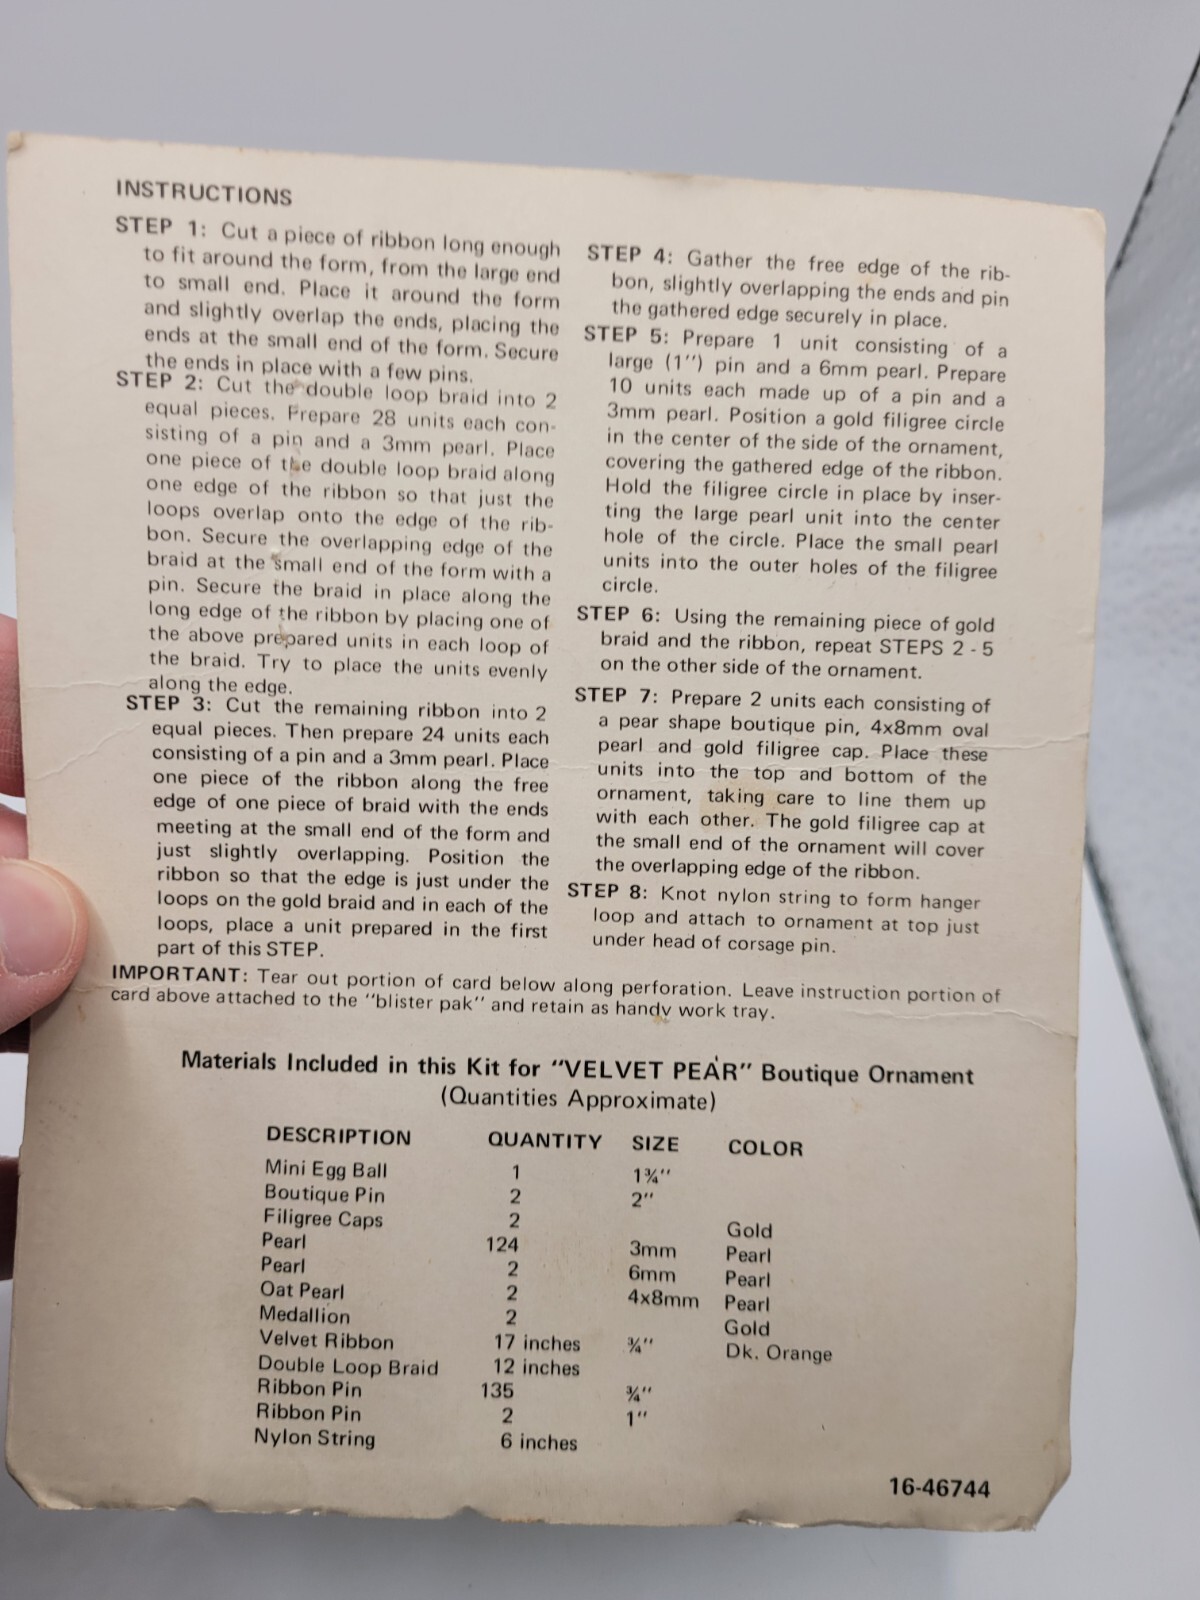 INSTRUCTIONS
STEP 1: Cut a piece of ribbon long enough
to fit around the form, from the large end
to small end. Place it around the form
and slightly overlap the ends, placing the
ends at the small end of the form. Secure
the ends in place with a few pins.
STEP 2: Cut the double loop braid into 2
equal pieces. Prepare 28 units each con-
sisting of a pin and a 3mm pearl. Place
one piece of the double loop braid along
one edge of the ribbon so that just the
loops overlap onto the edge of the rib-
bon. Secure the overlapping edge of the
braid at the small end of the form with a
pin. Secure the braid in place along the
long edge of the ribbon by placing one of
the above prepared units in each loop of
the braid. Try to place the units evenly
along the edge.
STEP 3: Cut the remaining ribbon into 2
equal pieces. Then prepare 24 units each
consisting of a pin and a 3mm pearl. Place
one piece of the ribbon along the free
edge of one piece of braid with the ends
meeting at the small end of the form and
just slightly overlapping. Position the
ribbon so that the edge is just under the
loops on the gold braid and in each of the
loops, place a unit prepared in the first
part of this STEP.
STEP 4: Gather the free edge of the rib-
bon, slightly overlapping the ends and pin
the gathered edge securely in place.
STEP 5: Prepare 1 unit consisting of a
large (1'') pin and a 6mm pearl. Prepare
10 units each made up of a pin and a
3mm pearl. Position a gold filigree circle
in the center of the side of the ornament,
covering the gathered edge of the ribbon.
Hold the filigree circle in place by inser-
ting the large pearl unit into the center
hole of the circle. Place the small pearl
units into the outer holes of the filigree
circle.
STEP 6: Using the remaining piece of gold
braid and the ribbon, repeat STEPS 2 - 5
on the other side of the ornament.
STEP 7: Prepare 2 units each consisting of
a pear shape boutique pin, 4x8mm oval
pearl and gold filigree cap. Place these
units into the top and bottom of the
ornament, taking care to line them up
with each other. The gold filigree cap at
the small end of the ornament will cover
the overlapping edge of the ribbon.
STEP 8: Knot nylon string to form hanger
loop and attach to ornament at top just
under head of corsage pin.
IMPORTANT: Tear out portion of card below along perforation. Leave instruction portion of
card above attached to the "blister pak" and retain as handy work tray.
Materials Included in this Kit for "VELVET PEAR" Boutique Ornament
(Quantities Approximate)
DESCRIPTION QUANTITY SIZE COLOR
Mini Egg Ball 1 1¾''
Boutique Pin 2 2''
Filigree Caps 2 Gold
Pearl 124 3mm Pearl
Pearl 2 6mm Pearl
Oat Pearl 2 4x8mm Pearl
Medallion 2 Gold
Velvet Ribbon 17 inches ¾'' Dk. Orange
Double Loop Braid 12 inches
Ribbon Pin 135 ¾''
Ribbon Pin 2 1''
Nylon String 6 inches
16-46744